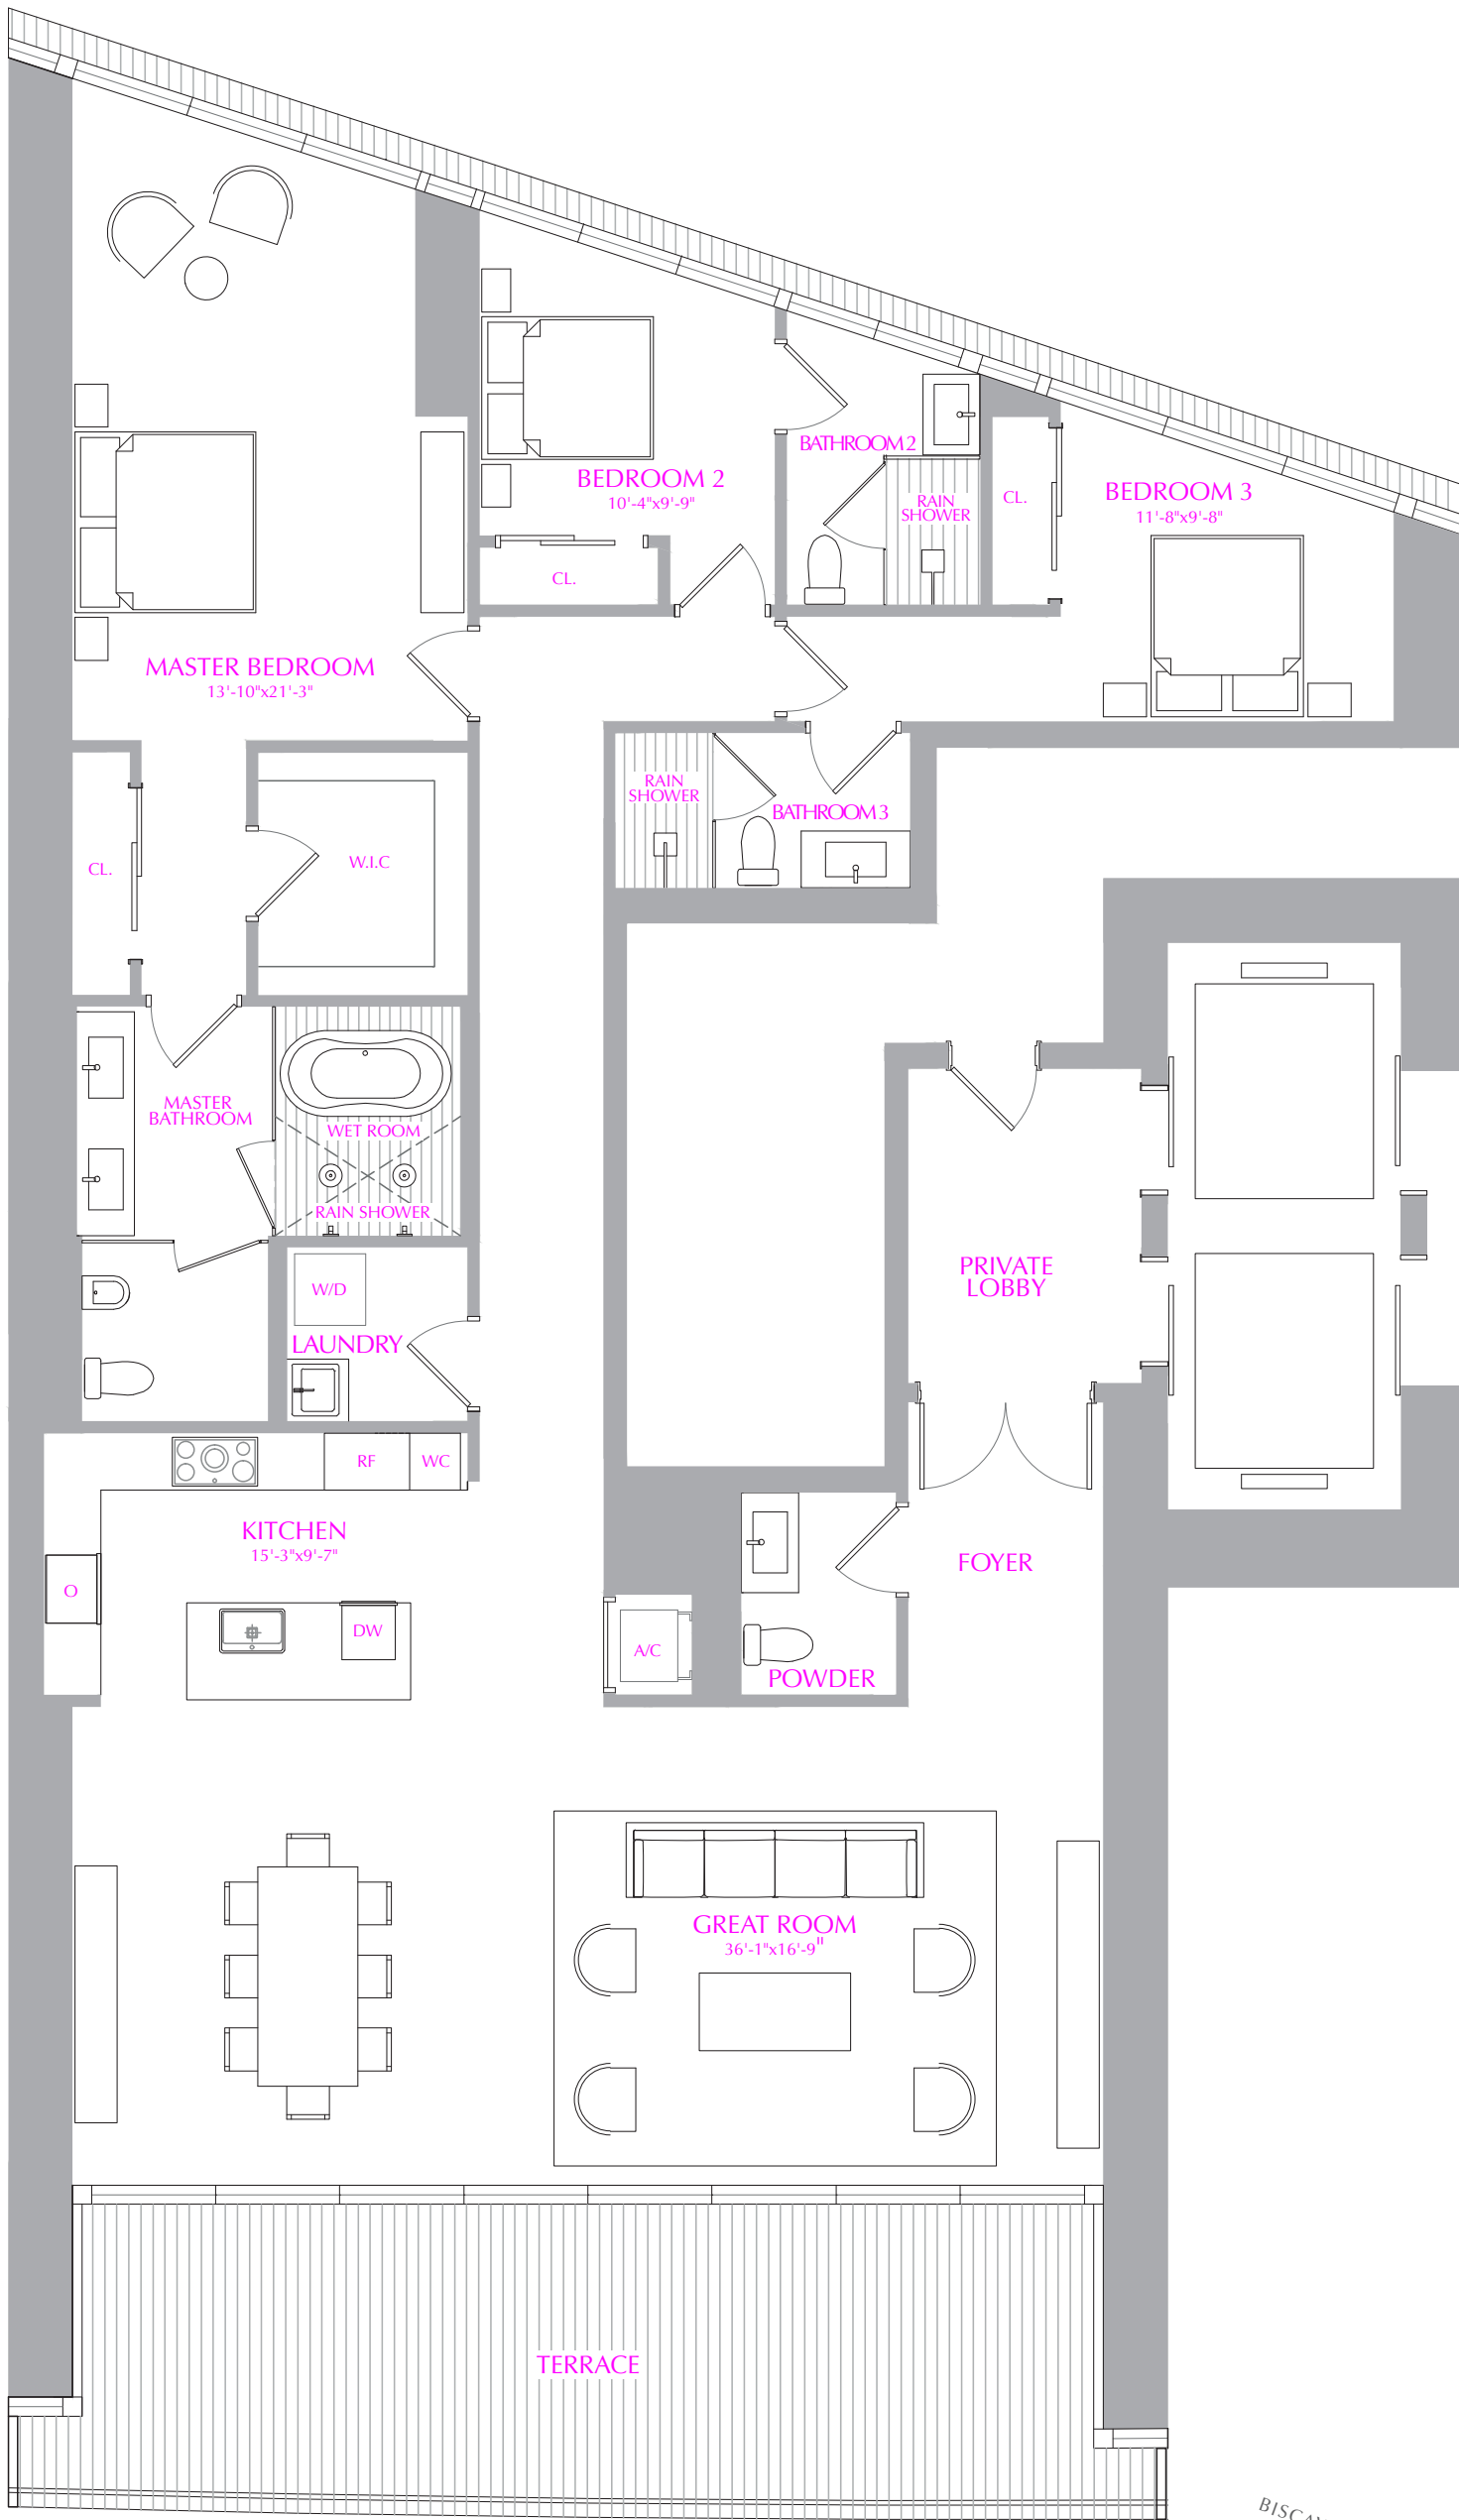 BATHROOM 2
BEDROOM 2
10'-4"x9'-9"
RAIN
SHOWER
CL.
BEDROOM 3
11'-8"x9'-8"
CL.
MASTER BEDROOM
13'-10"x21'-3"
RAIN
SHOWER
BATHROOM 3
CL.
W.I.C
MASTER
BATHROOM
WET ROOM
RAIN SHOWER
PRIVATE
LOBBY
W/D
LAUNDRY
RF
WC
KITCHEN
15'-3"x9'-7"
FOYER
O
DW
A/C
POWDER
GREAT ROOM
36'-1"x16'-9"
TERRACE